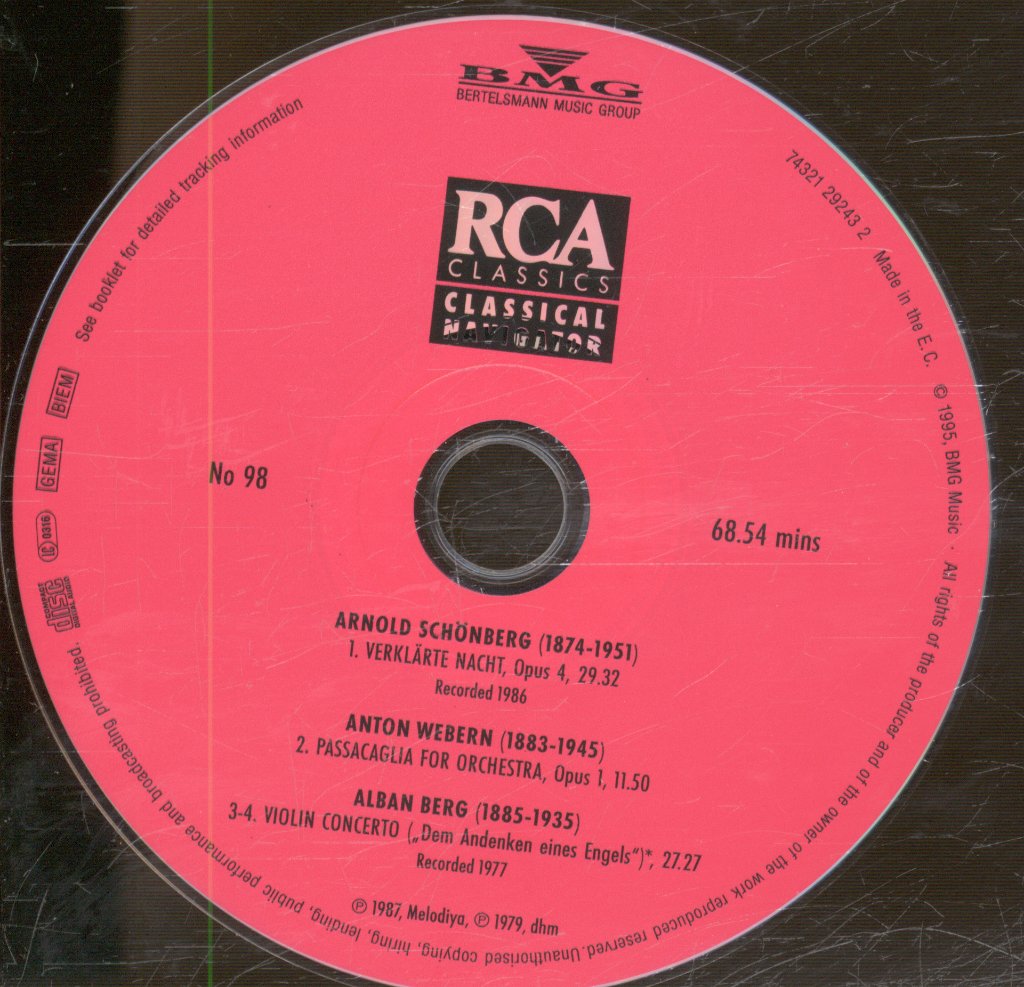 BMG
BERTELSMANN MUSIC GROUP
RCA
CLASSICS
CLASSICAL
NAVIGATOR
No 98
68.54 mins
ARNOLD SCHÖNBERG (1874-1951)
1. VERKLÄRTE NACHT, Opus 4, 29.32
Recorded 1986
ANTON WEBERN (1883-1945)
2. PASSACAGLIA FOR ORCHESTRA, Opus 1, 11.50
ALBAN BERG (1885-1935)
3-4. VIOLIN CONCERTO („Dem Andenken eines Engels“)*, 27.27
Recorded 1977
℗ 1987, Melodiya, ℗ 1979, dhm
See booklet for detailed tracking information
BIEM
GEMA
LC 0316
COMPACT
disc
DIGITAL AUDIO
74321 29243 2 Made in the E.C. © 1995, BMG Music · All rights of the producer and of the owner of the work reproduced reserved. Unauthorised copying, hiring, lending, public performance and broadcasting prohibited.